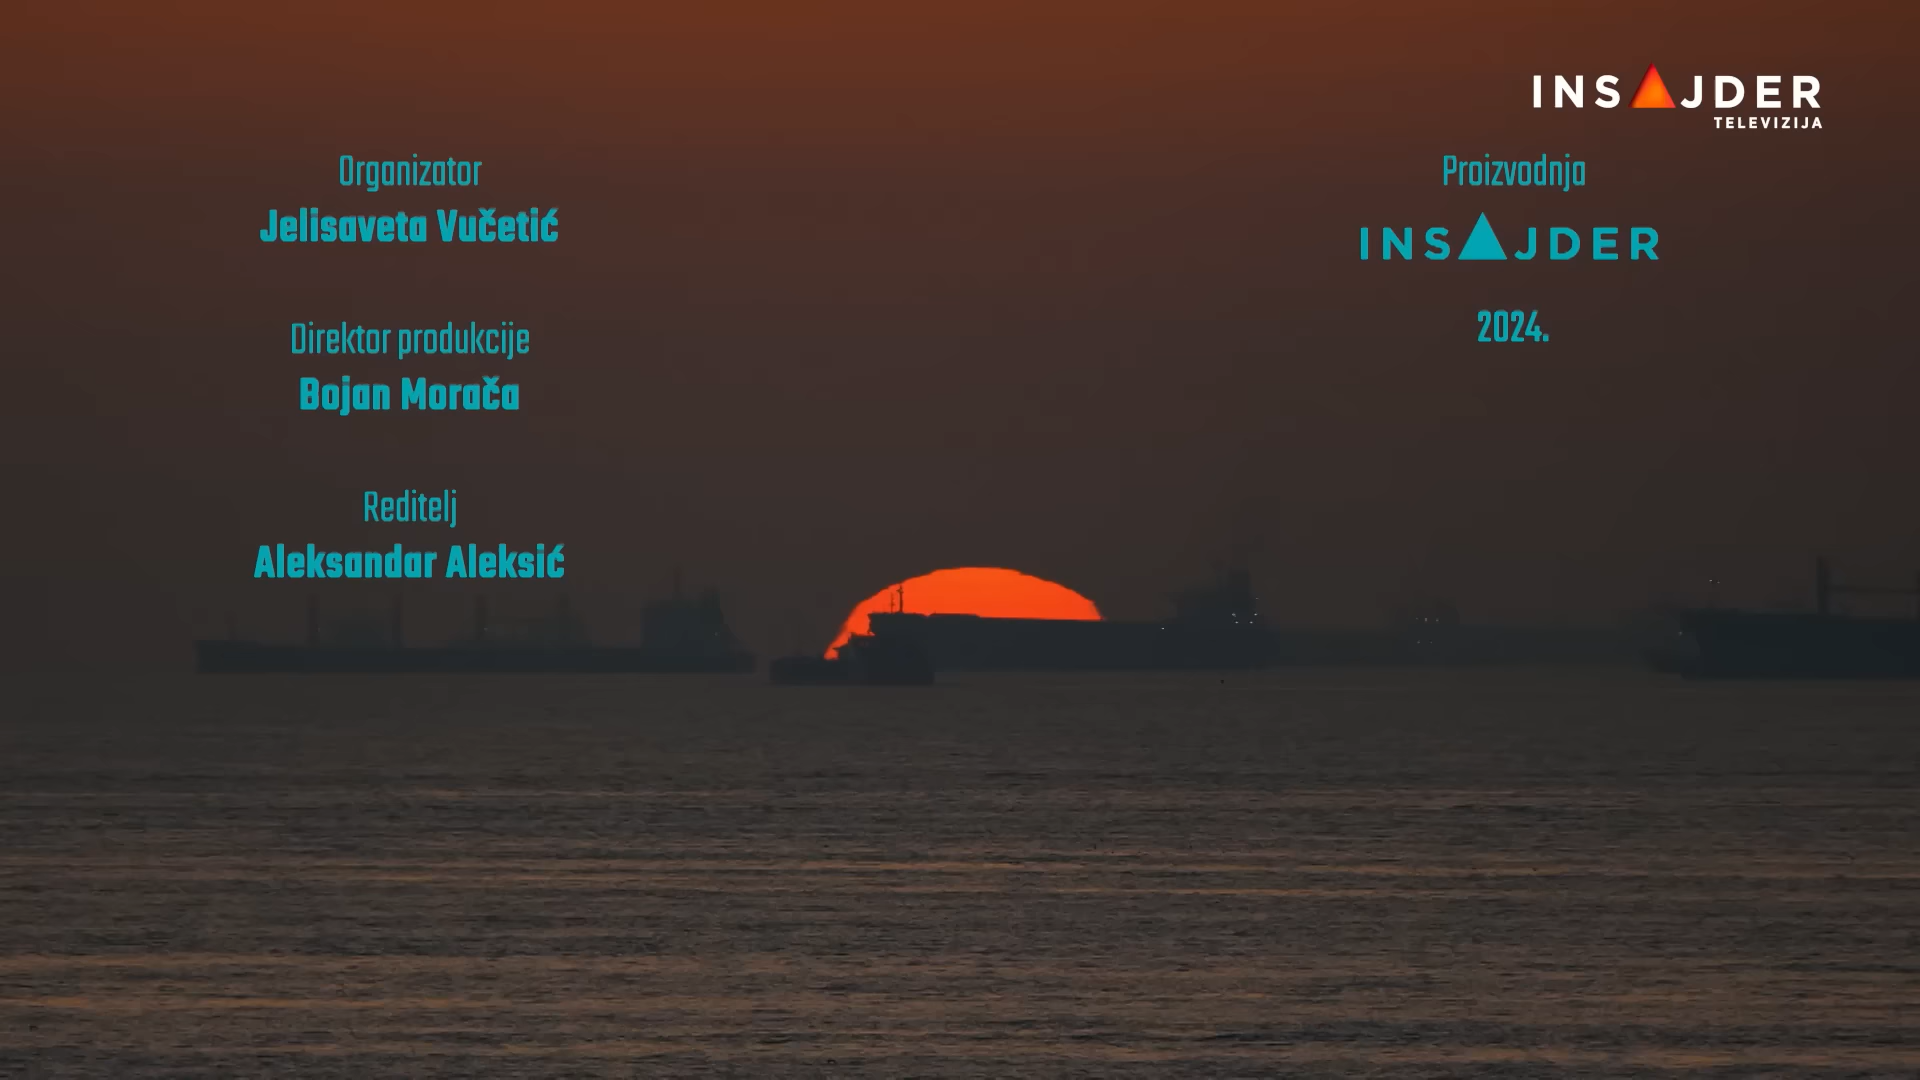 INSAJDER
TELEVIZIJA
Organizator
Jelisaveta Vučetić
Direktor produkcije
Bojan Morača
Reditelj
Aleksandar Aleksić
Proizvodnja
INSAJDER
2024.